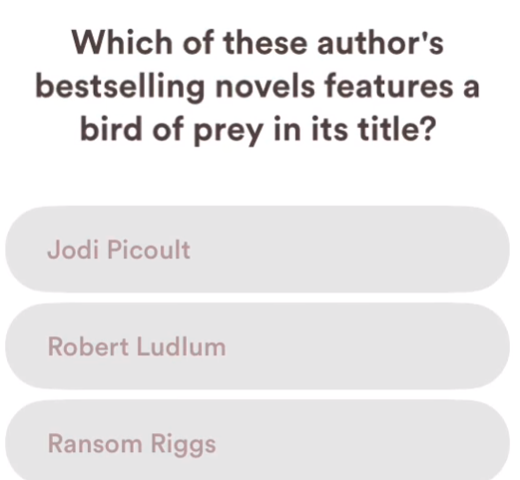 Which of these author's
bestselling novels features a
bird of prey in its title?
Jodi Picoult
Robert Ludlum
Ransom Riggs